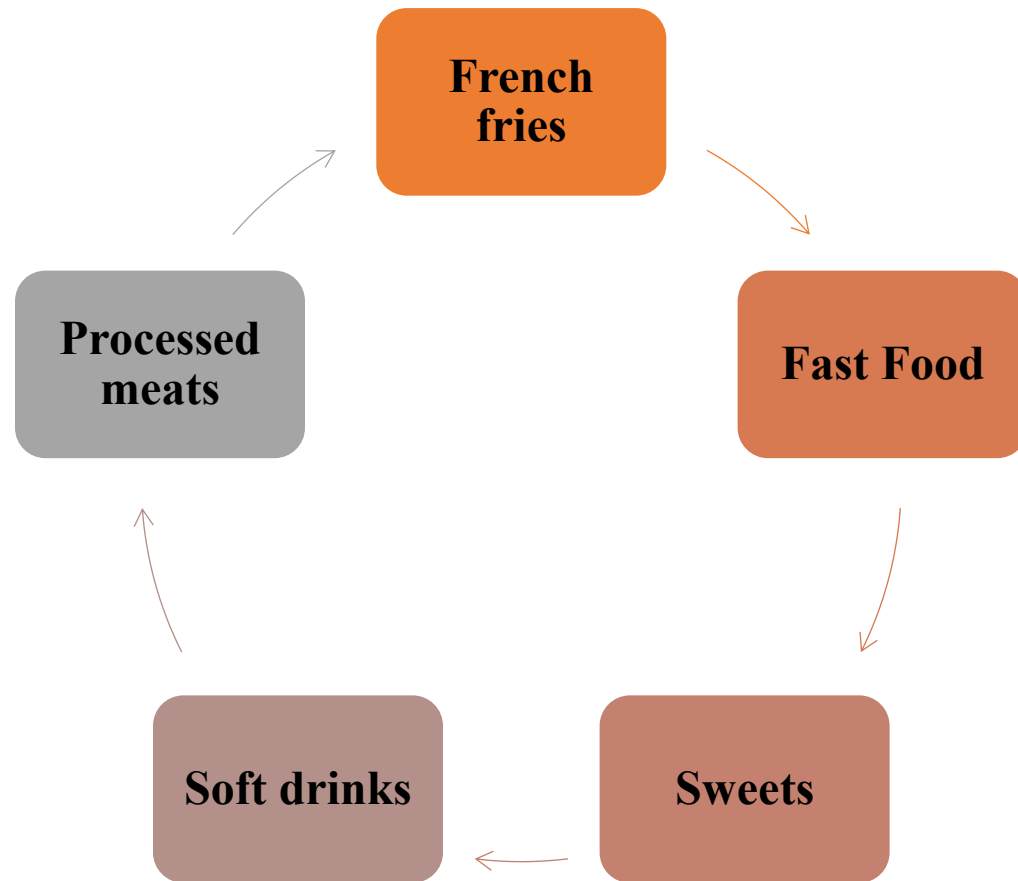 French
fries
Fast Food
Sweets
Soft drinks
Processed
meats